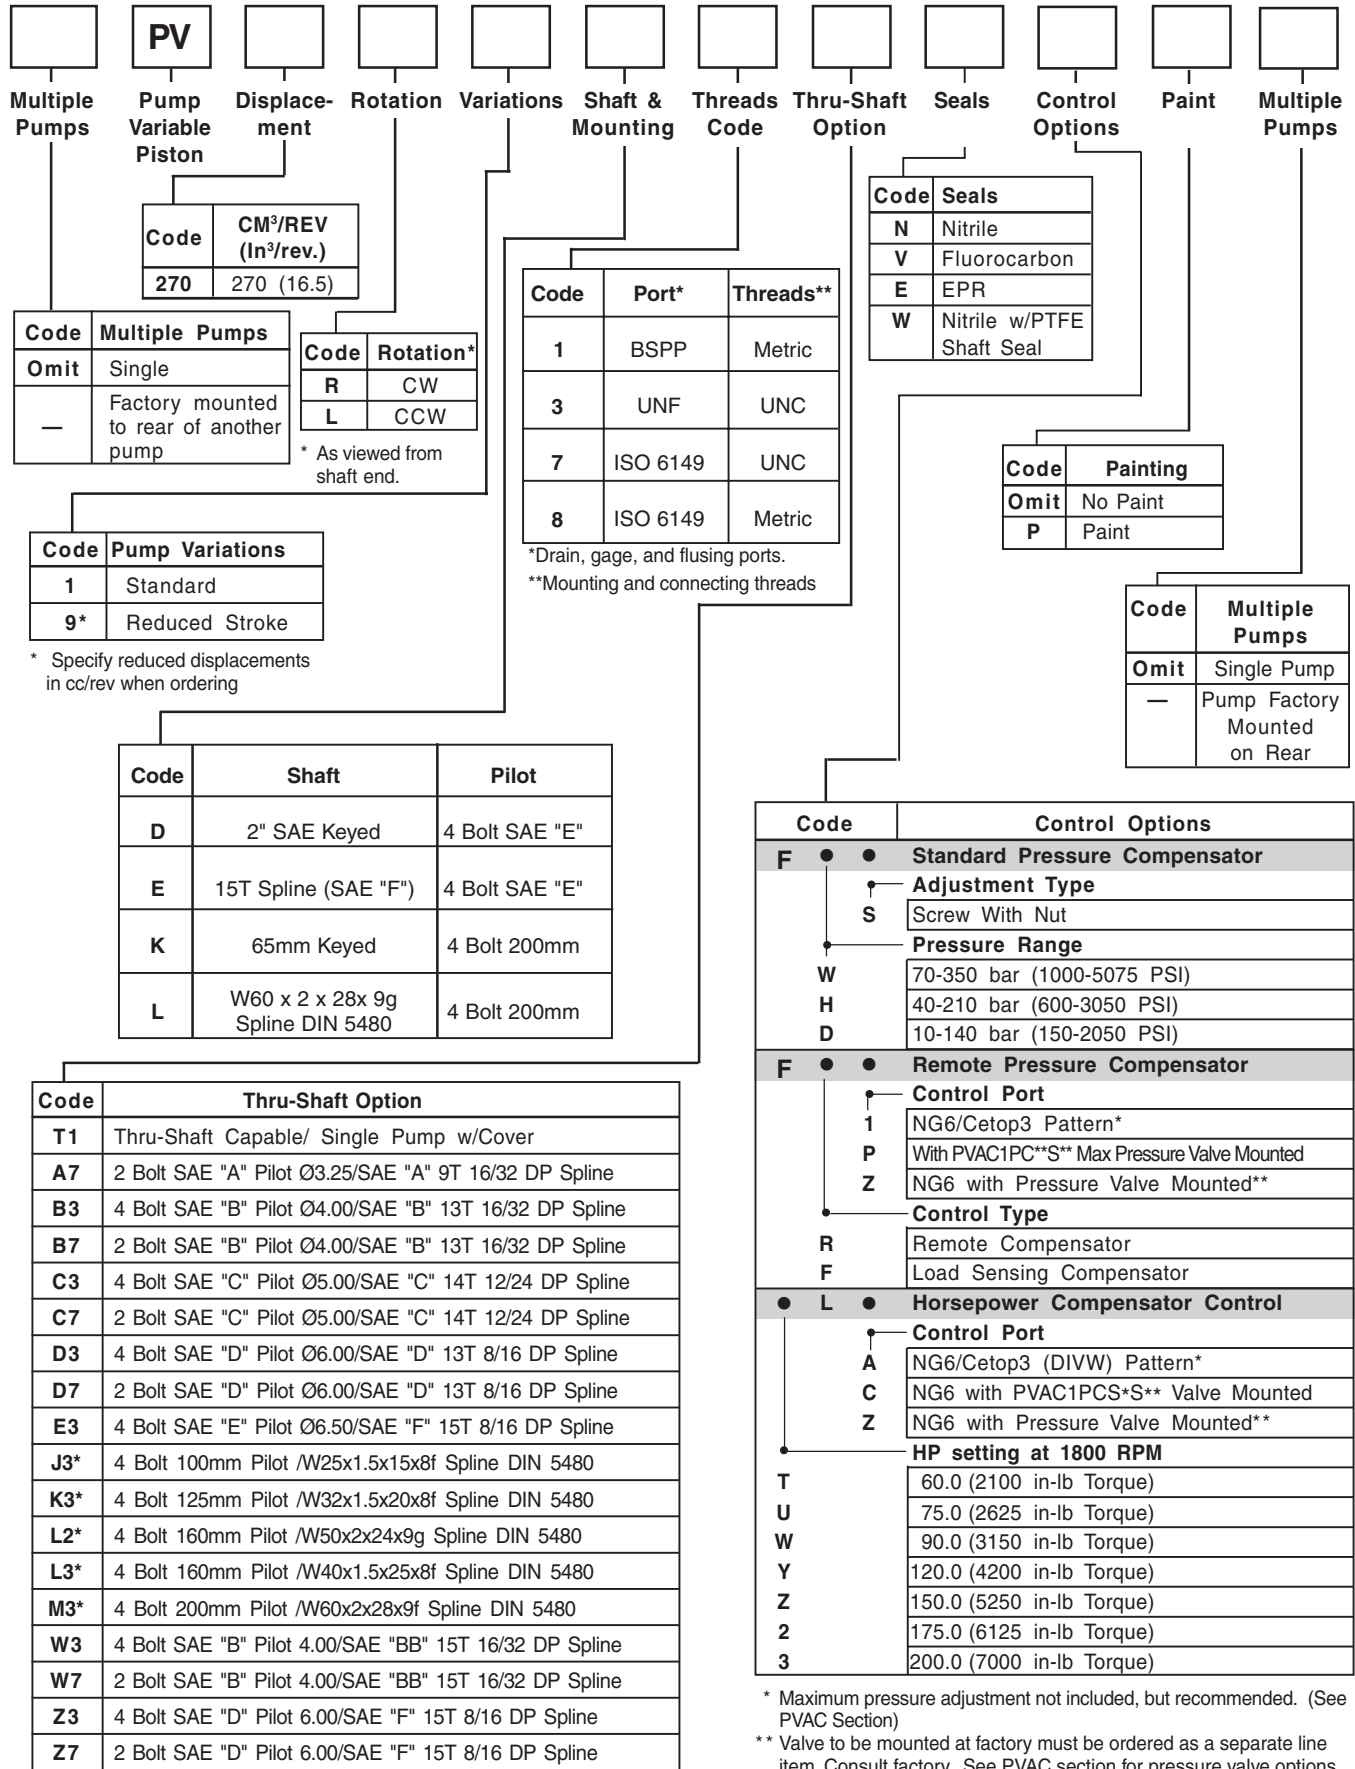 PV
Multiple Pumps
Pump Variable Piston
Displace-ment
Rotation
Variations
Shaft & Mounting
Threads Code
Thru-Shaft Option
Seals
Control Options
Paint
Multiple Pumps
Code CM³/REV (In³/rev.)
270 270 (16.5)
Code Multiple Pumps
Omit Single
— Factory mounted to rear of another pump
Code Rotation*
R CW
L CCW
* As viewed from
shaft end.
Code Pump Variations
1 Standard
9* Reduced Stroke
* Specify reduced displacements
in cc/rev when ordering
Code Port* Threads**
1 BSPP Metric
3 UNF UNC
7 ISO 6149 UNC
8 ISO 6149 Metric
*Drain, gage, and flusing ports.
**Mounting and connecting threads
Code Seals
N Nitrile
V Fluorocarbon
E EPR
W Nitrile w/PTFE
Shaft Seal
Code Painting
Omit No Paint
P Paint
Code Multiple Pumps
Omit Single Pump
— Pump Factory Mounted on Rear
Code Shaft Pilot
D 2" SAE Keyed 4 Bolt SAE "E"
E 15T Spline (SAE "F") 4 Bolt SAE "E"
K 65mm Keyed 4 Bolt 200mm
L W60 x 2 x 28x 9g Spline DIN 5480 4 Bolt 200mm
Code Thru-Shaft Option
T1 Thru-Shaft Capable/ Single Pump w/Cover
A7 2 Bolt SAE "A" Pilot Ø3.25/SAE "A" 9T 16/32 DP Spline
B3 4 Bolt SAE "B" Pilot Ø4.00/SAE "B" 13T 16/32 DP Spline
B7 2 Bolt SAE "B" Pilot Ø4.00/SAE "B" 13T 16/32 DP Spline
C3 4 Bolt SAE "C" Pilot Ø5.00/SAE "C" 14T 12/24 DP Spline
C7 2 Bolt SAE "C" Pilot Ø5.00/SAE "C" 14T 12/24 DP Spline
D3 4 Bolt SAE "D" Pilot Ø6.00/SAE "D" 13T 8/16 DP Spline
D7 2 Bolt SAE "D" Pilot Ø6.00/SAE "D" 13T 8/16 DP Spline
E3 4 Bolt SAE "E" Pilot Ø6.50/SAE "F" 15T 8/16 DP Spline
J3* 4 Bolt 100mm Pilot /W25x1.5x15x8f Spline DIN 5480
K3* 4 Bolt 125mm Pilot /W32x1.5x20x8f Spline DIN 5480
L2* 4 Bolt 160mm Pilot /W50x2x24x9g Spline DIN 5480
L3* 4 Bolt 160mm Pilot /W40x1.5x25x8f Spline DIN 5480
M3* 4 Bolt 200mm Pilot /W60x2x28x9f Spline DIN 5480
W3 4 Bolt SAE "B" Pilot 4.00/SAE "BB" 15T 16/32 DP Spline
W7 2 Bolt SAE "B" Pilot 4.00/SAE "BB" 15T 16/32 DP Spline
Z3 4 Bolt SAE "D" Pilot 6.00/SAE "F" 15T 8/16 DP Spline
Z7 2 Bolt SAE "D" Pilot 6.00/SAE "F" 15T 8/16 DP Spline
Code Control Options
F • • Standard Pressure Compensator
Adjustment Type
S Screw With Nut
Pressure Range
W 70-350 bar (1000-5075 PSI)
H 40-210 bar (600-3050 PSI)
D 10-140 bar (150-2050 PSI)
F • • Remote Pressure Compensator
Control Port
1 NG6/Cetop3 Pattern*
P With PVAC1PC**S** Max Pressure Valve Mounted
Z NG6 with Pressure Valve Mounted**
Control Type
R Remote Compensator
F Load Sensing Compensator
• L • Horsepower Compensator Control
Control Port
A NG6/Cetop3 (DIVW) Pattern*
C NG6 with PVAC1PCS*S** Valve Mounted
Z NG6 with Pressure Valve Mounted**
HP setting at 1800 RPM
T 60.0 (2100 in-lb Torque)
U 75.0 (2625 in-lb Torque)
W 90.0 (3150 in-lb Torque)
Y 120.0 (4200 in-lb Torque)
Z 150.0 (5250 in-lb Torque)
2 175.0 (6125 in-lb Torque)
3 200.0 (7000 in-lb Torque)
* Maximum pressure adjustment not included, but recommended. (See
PVAC Section)
** Valve to be mounted at factory must be ordered as a separate line
item. Consult factory. See PVAC section for pressure valve options